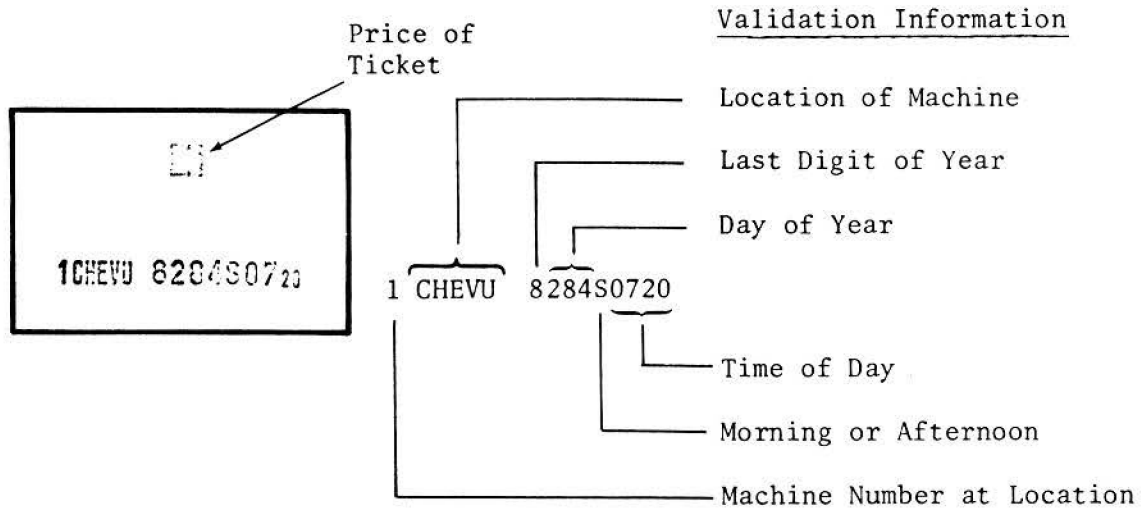 Validation Information
Price of
Ticket
Location of Machine
Last Digit of Year
Day of Year
1CHEVU 8284S0720
1 CHEVU 8284S0720
Time of Day
Morning or Afternoon
Machine Number at Location